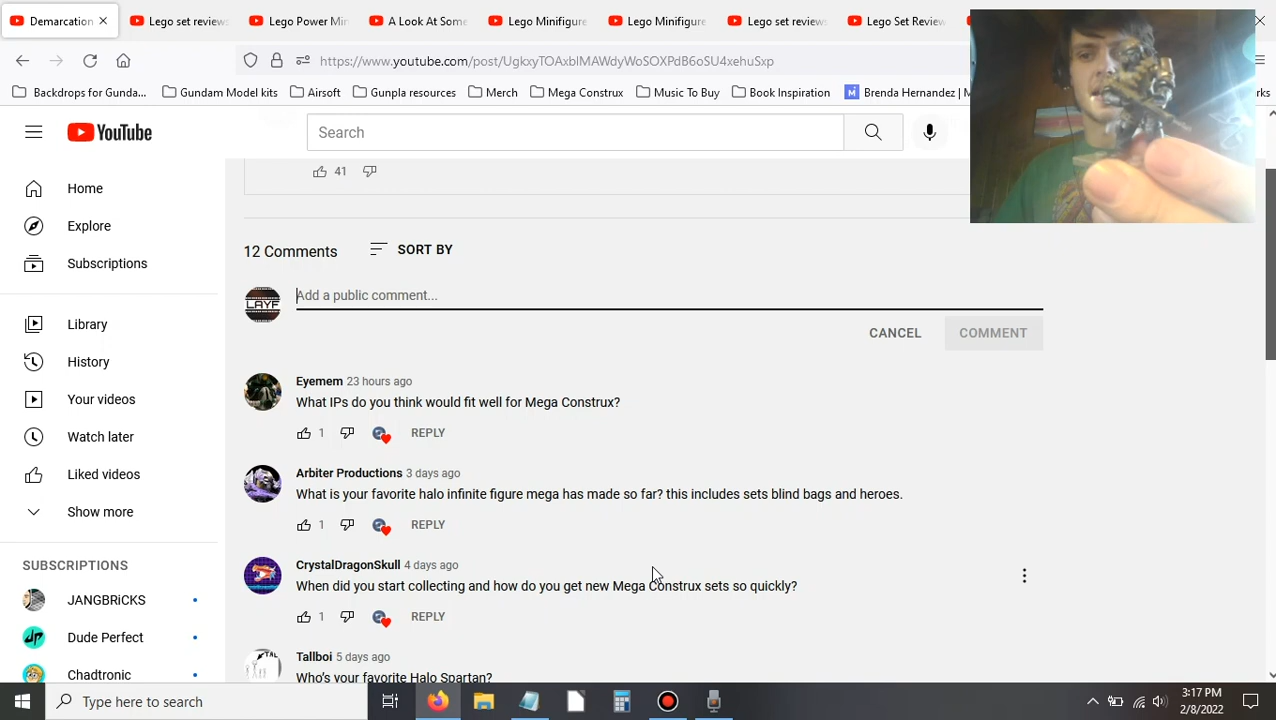 Demarcation
Lego set reviews
Lego Power Min
A Look At Some
Lego Minifigure
Lego Minifigure
Lego set reviews
Lego Set Review
https://www.youtube.com/post/UgkxyTOAxblMAWdyWoSOXPdB6oSU4xehuSxp
Backdrops for Gunda...
Gundam Model kits
Airsoft
Gunpla resources
Merch
Mega Construx
Music To Buy
Book Inspiration
Brenda Hernandez | M
YouTube
Search
41
Home
Explore
Subscriptions
Library
History
Your videos
Watch later
Liked videos
Show more
SUBSCRIPTIONS
JANGBRiCKS
Dude Perfect
Chadtronic
12 Comments
SORT BY
LAYF
Add a public comment...
CANCEL
COMMENT
Eyemem 23 hours ago
What IPs do you think would fit well for Mega Construx?
1 REPLY
Arbiter Productions 3 days ago
What is your favorite halo infinite figure mega has made so far? this includes sets blind bags and heroes.
1 REPLY
CrystalDragonSkull 4 days ago
When did you start collecting and how do you get new Mega Construx sets so quickly?
1 REPLY
Tallboi 5 days ago
Who's your favorite Halo Spartan?
Type here to search
3:17 PM
2/8/2022